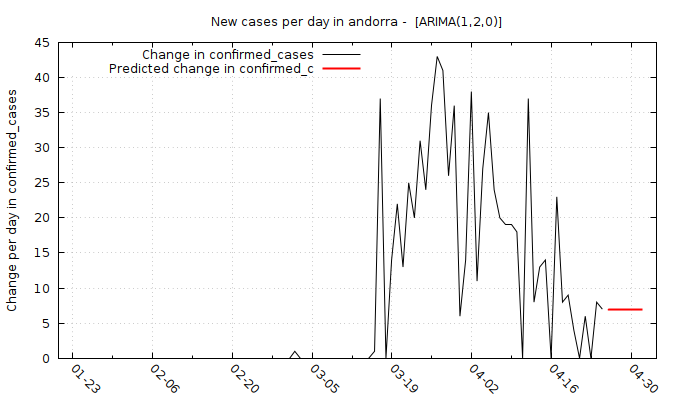 New cases per day in andorra -  [ARIMA(1,2,0)]
Change in confirmed_cases
Predicted change in confirmed_c
Change per day in confirmed_cases
45
40
35
30
25
20
15
10
5
0
01-23 02-06 02-20 03-05 03-19 04-02 04-16 04-30